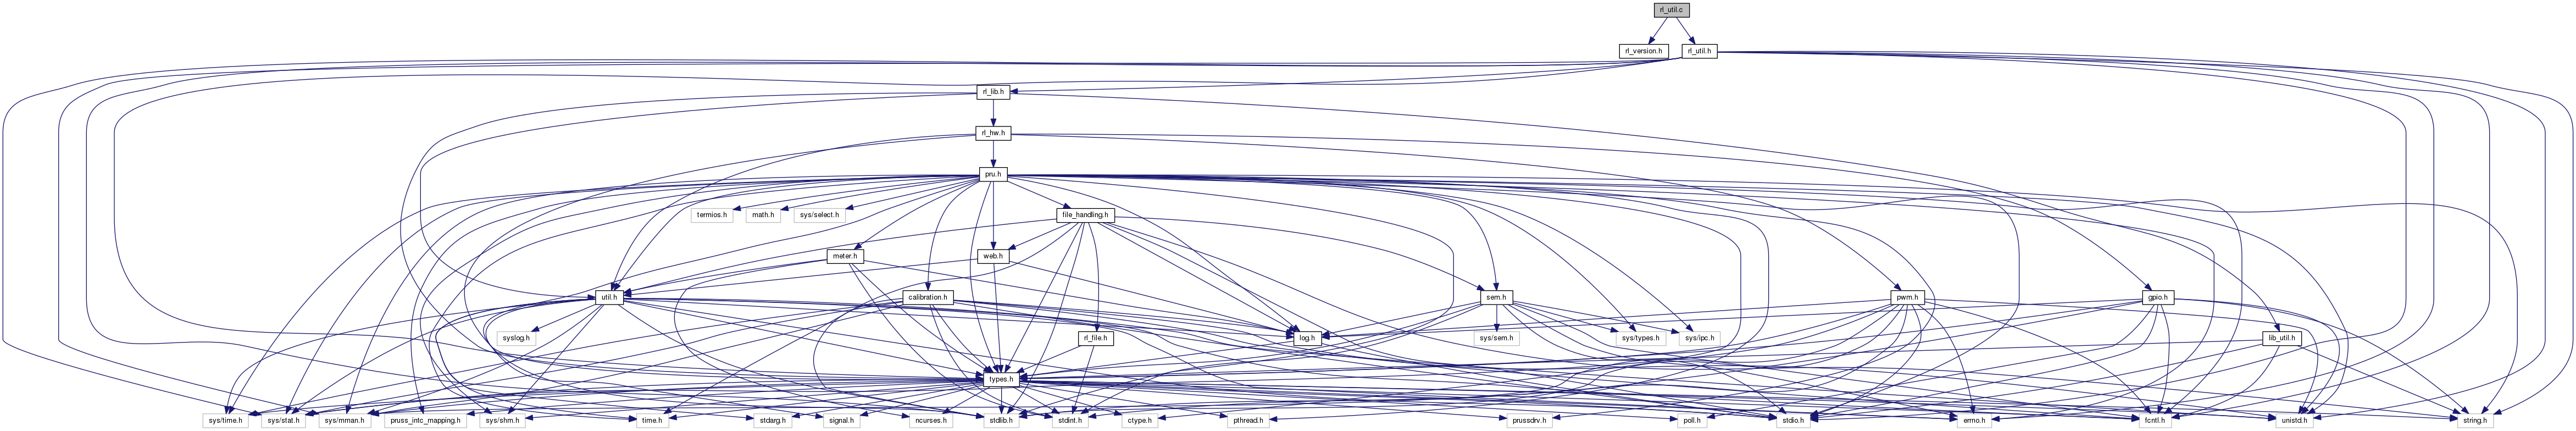 rl_util.c
rl_version.h
rl_util.h
rl_lib.h
rl_hw.h
pru.h
termios.h
math.h
sys/select.h
file_handling.h
meter.h
web.h
util.h
calibration.h
sem.h
pwm.h
gpio.h
syslog.h
rl_file.h
log.h
sys/sem.h
sys/types.h
sys/ipc.h
lib_util.h
types.h
sys/time.h
sys/stat.h
sys/mman.h
pruss_intc_mapping.h
sys/shm.h
time.h
stdarg.h
signal.h
ncurses.h
stdlib.h
stdint.h
ctype.h
pthread.h
prussdrv.h
poll.h
stdio.h
errno.h
fcntl.h
unistd.h
string.h